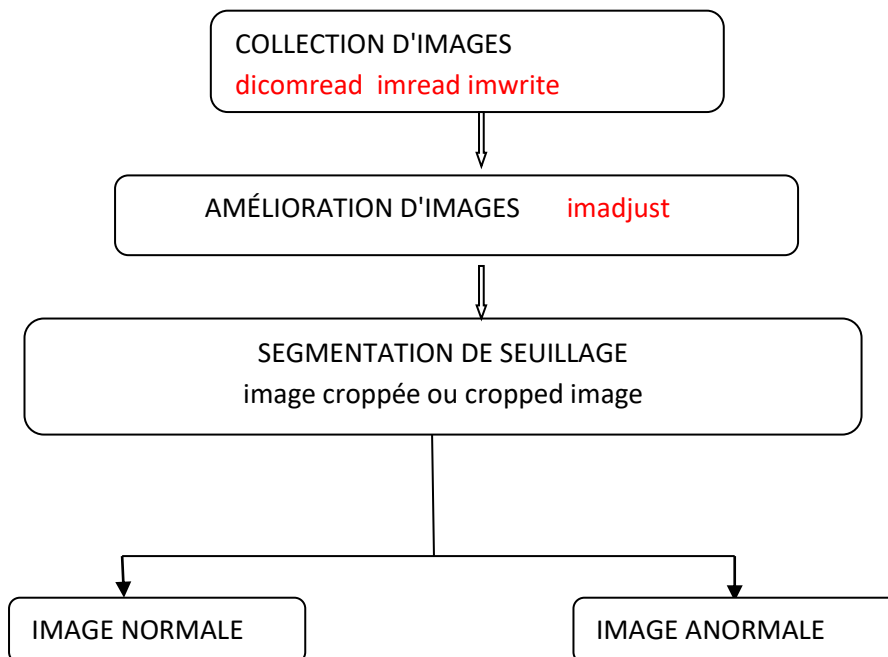 COLLECTION D'IMAGES
dicomread imread imwrite
AMÉLIORATION D'IMAGES imadjust
SEGMENTATION DE SEUILLAGE
image croppée ou cropped image
IMAGE NORMALE
IMAGE ANORMALE